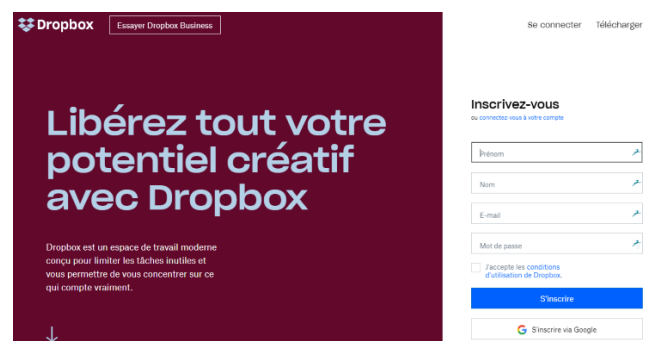 Dropbox
Essayer Dropbox Business
Se connecter
Télécharger
Libérez tout votre
potentiel créatif
avec Dropbox
Dropbox est un espace de travail moderne
conçu pour limiter les tâches inutiles et
vous permettre de vous concentrer sur ce
qui compte vraiment.
Inscrivez-vous
ou connectez-vous à votre compte
Prénom
Nom
E-mail
Mot de passe
J'accepte les conditions
d'utilisation de Dropbox.
S'inscrire
S'inscrire via Google